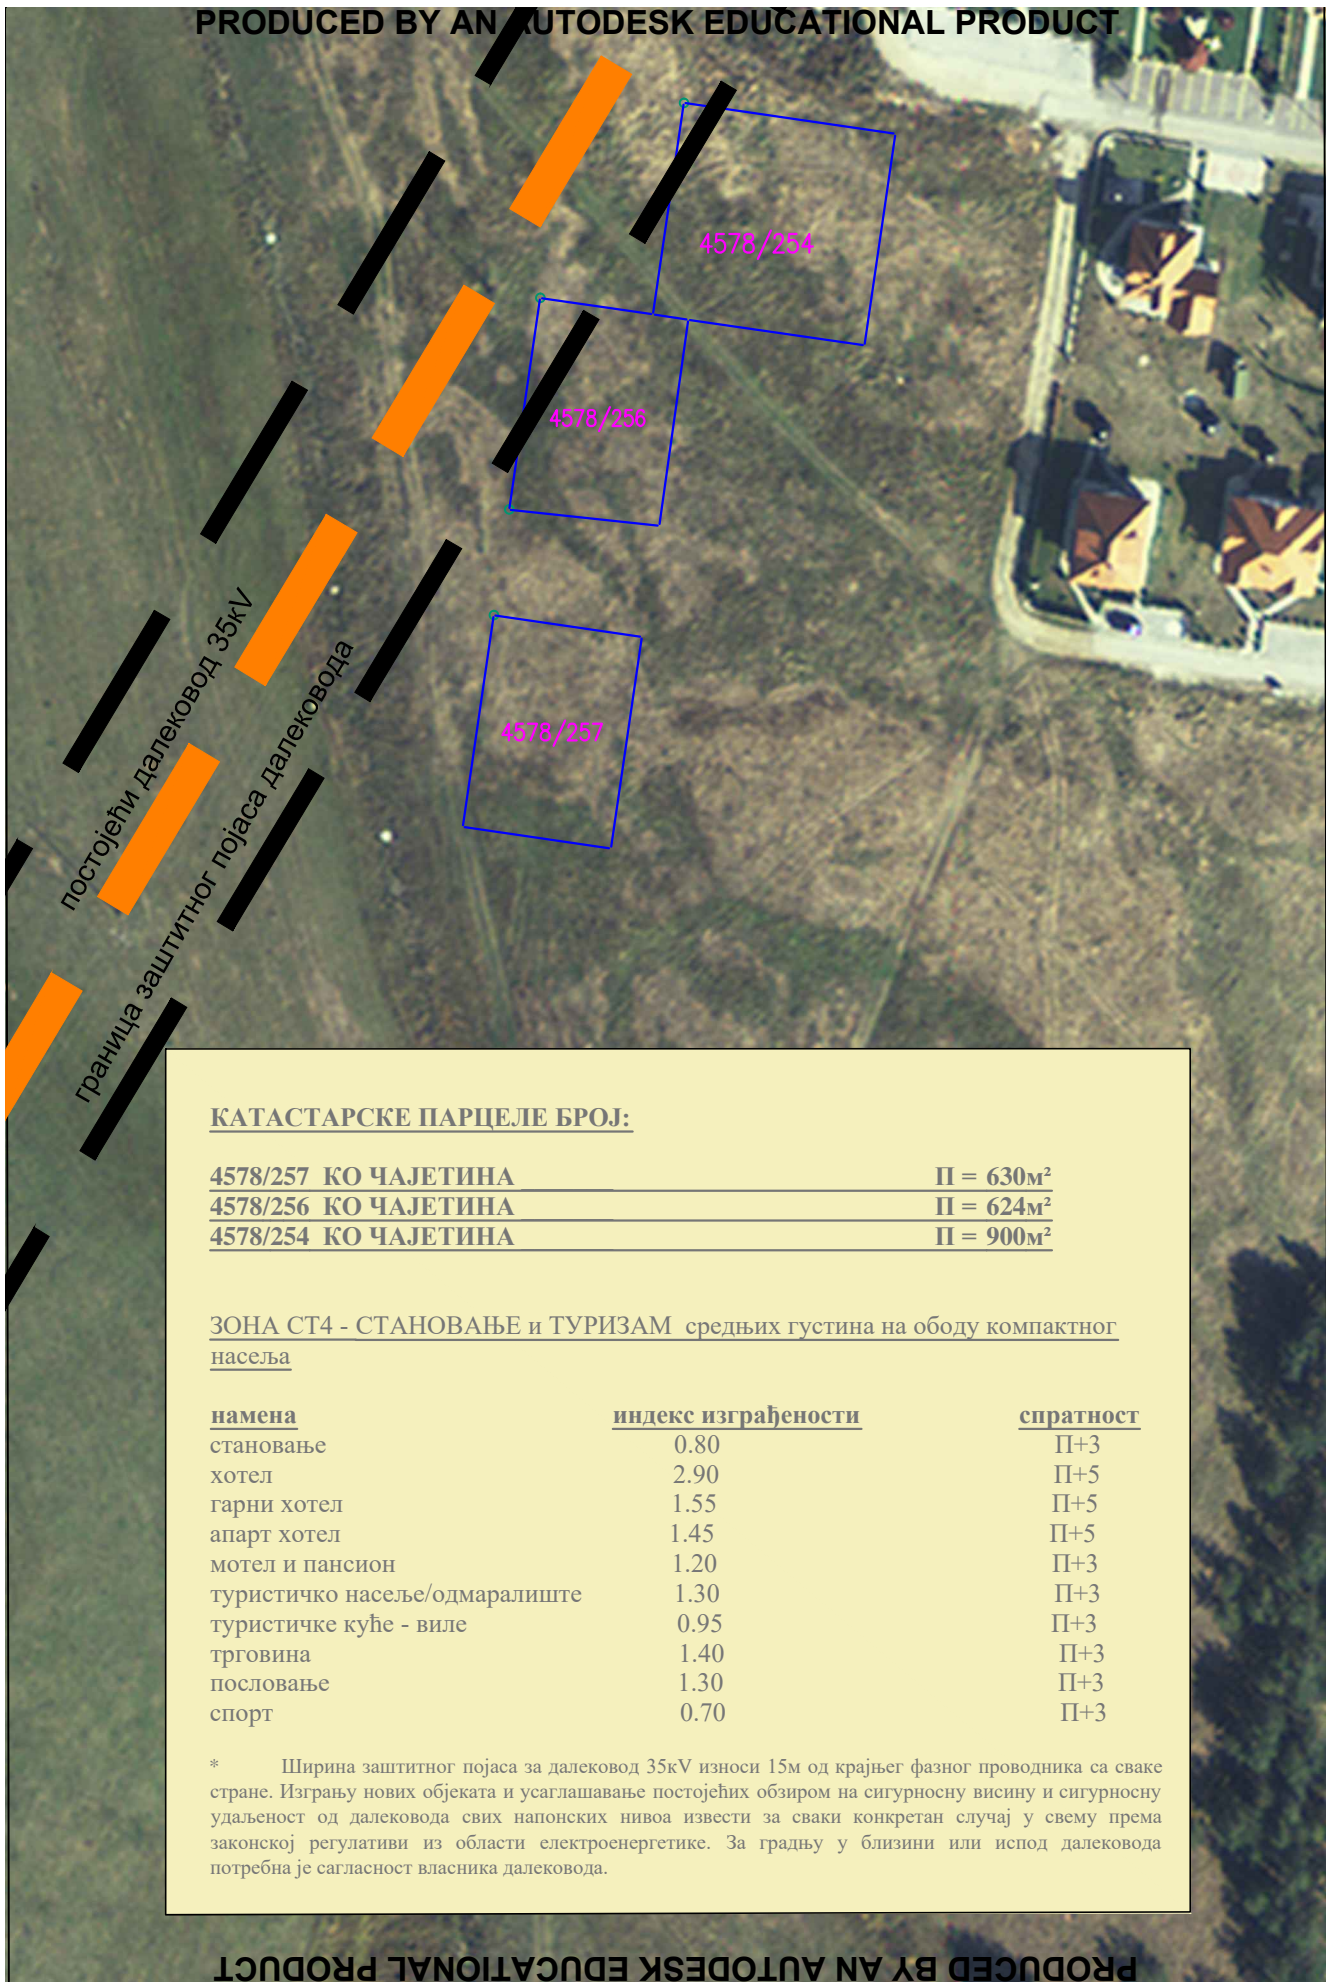 PRODUCED BY AN AUTODESK EDUCATIONAL PRODUCT
4578/254
4578/256
4578/257
постојећи далековод 35кV
граница заштитног појаса далековода
КАТАСТАРСКЕ ПАРЦЕЛЕ БРОЈ:
4578/257 КО ЧАЈЕТИНА П = 630м²
4578/256 КО ЧАЈЕТИНА П = 624м²
4578/254 КО ЧАЈЕТИНА П = 900м²
ЗОНА СТ4 - СТАНОВАЊЕ и ТУРИЗАМ средњих густина на ободу компактног
насеља
намена индекс изграђености спратност
становање 0.80 П+3
хотел 2.90 П+5
гарни хотел 1.55 П+5
апарт хотел 1.45 П+5
мотел и пансион 1.20 П+3
туристичко насеље/одмаралиште 1.30 П+3
туристичке куће - виле 0.95 П+3
трговина 1.40 П+3
пословање 1.30 П+3
спорт 0.70 П+3
* Ширина заштитног појаса за далековод 35кV износи 15м од крајњег фазног проводника са сваке
стране. Изгрању нових објеката и усаглашавање постојећих обзиром на сигурносну висину и сигурносну
удаљеност од далековода свих напонских нивоа извести за сваки конкретан случај у свему према
законској регулативи из области електроенергетике. За градњу у близини или испод далековода
потребна је сагласност власника далековода.
PRODUCED BY AN AUTODESK EDUCATIONAL PRODUCT